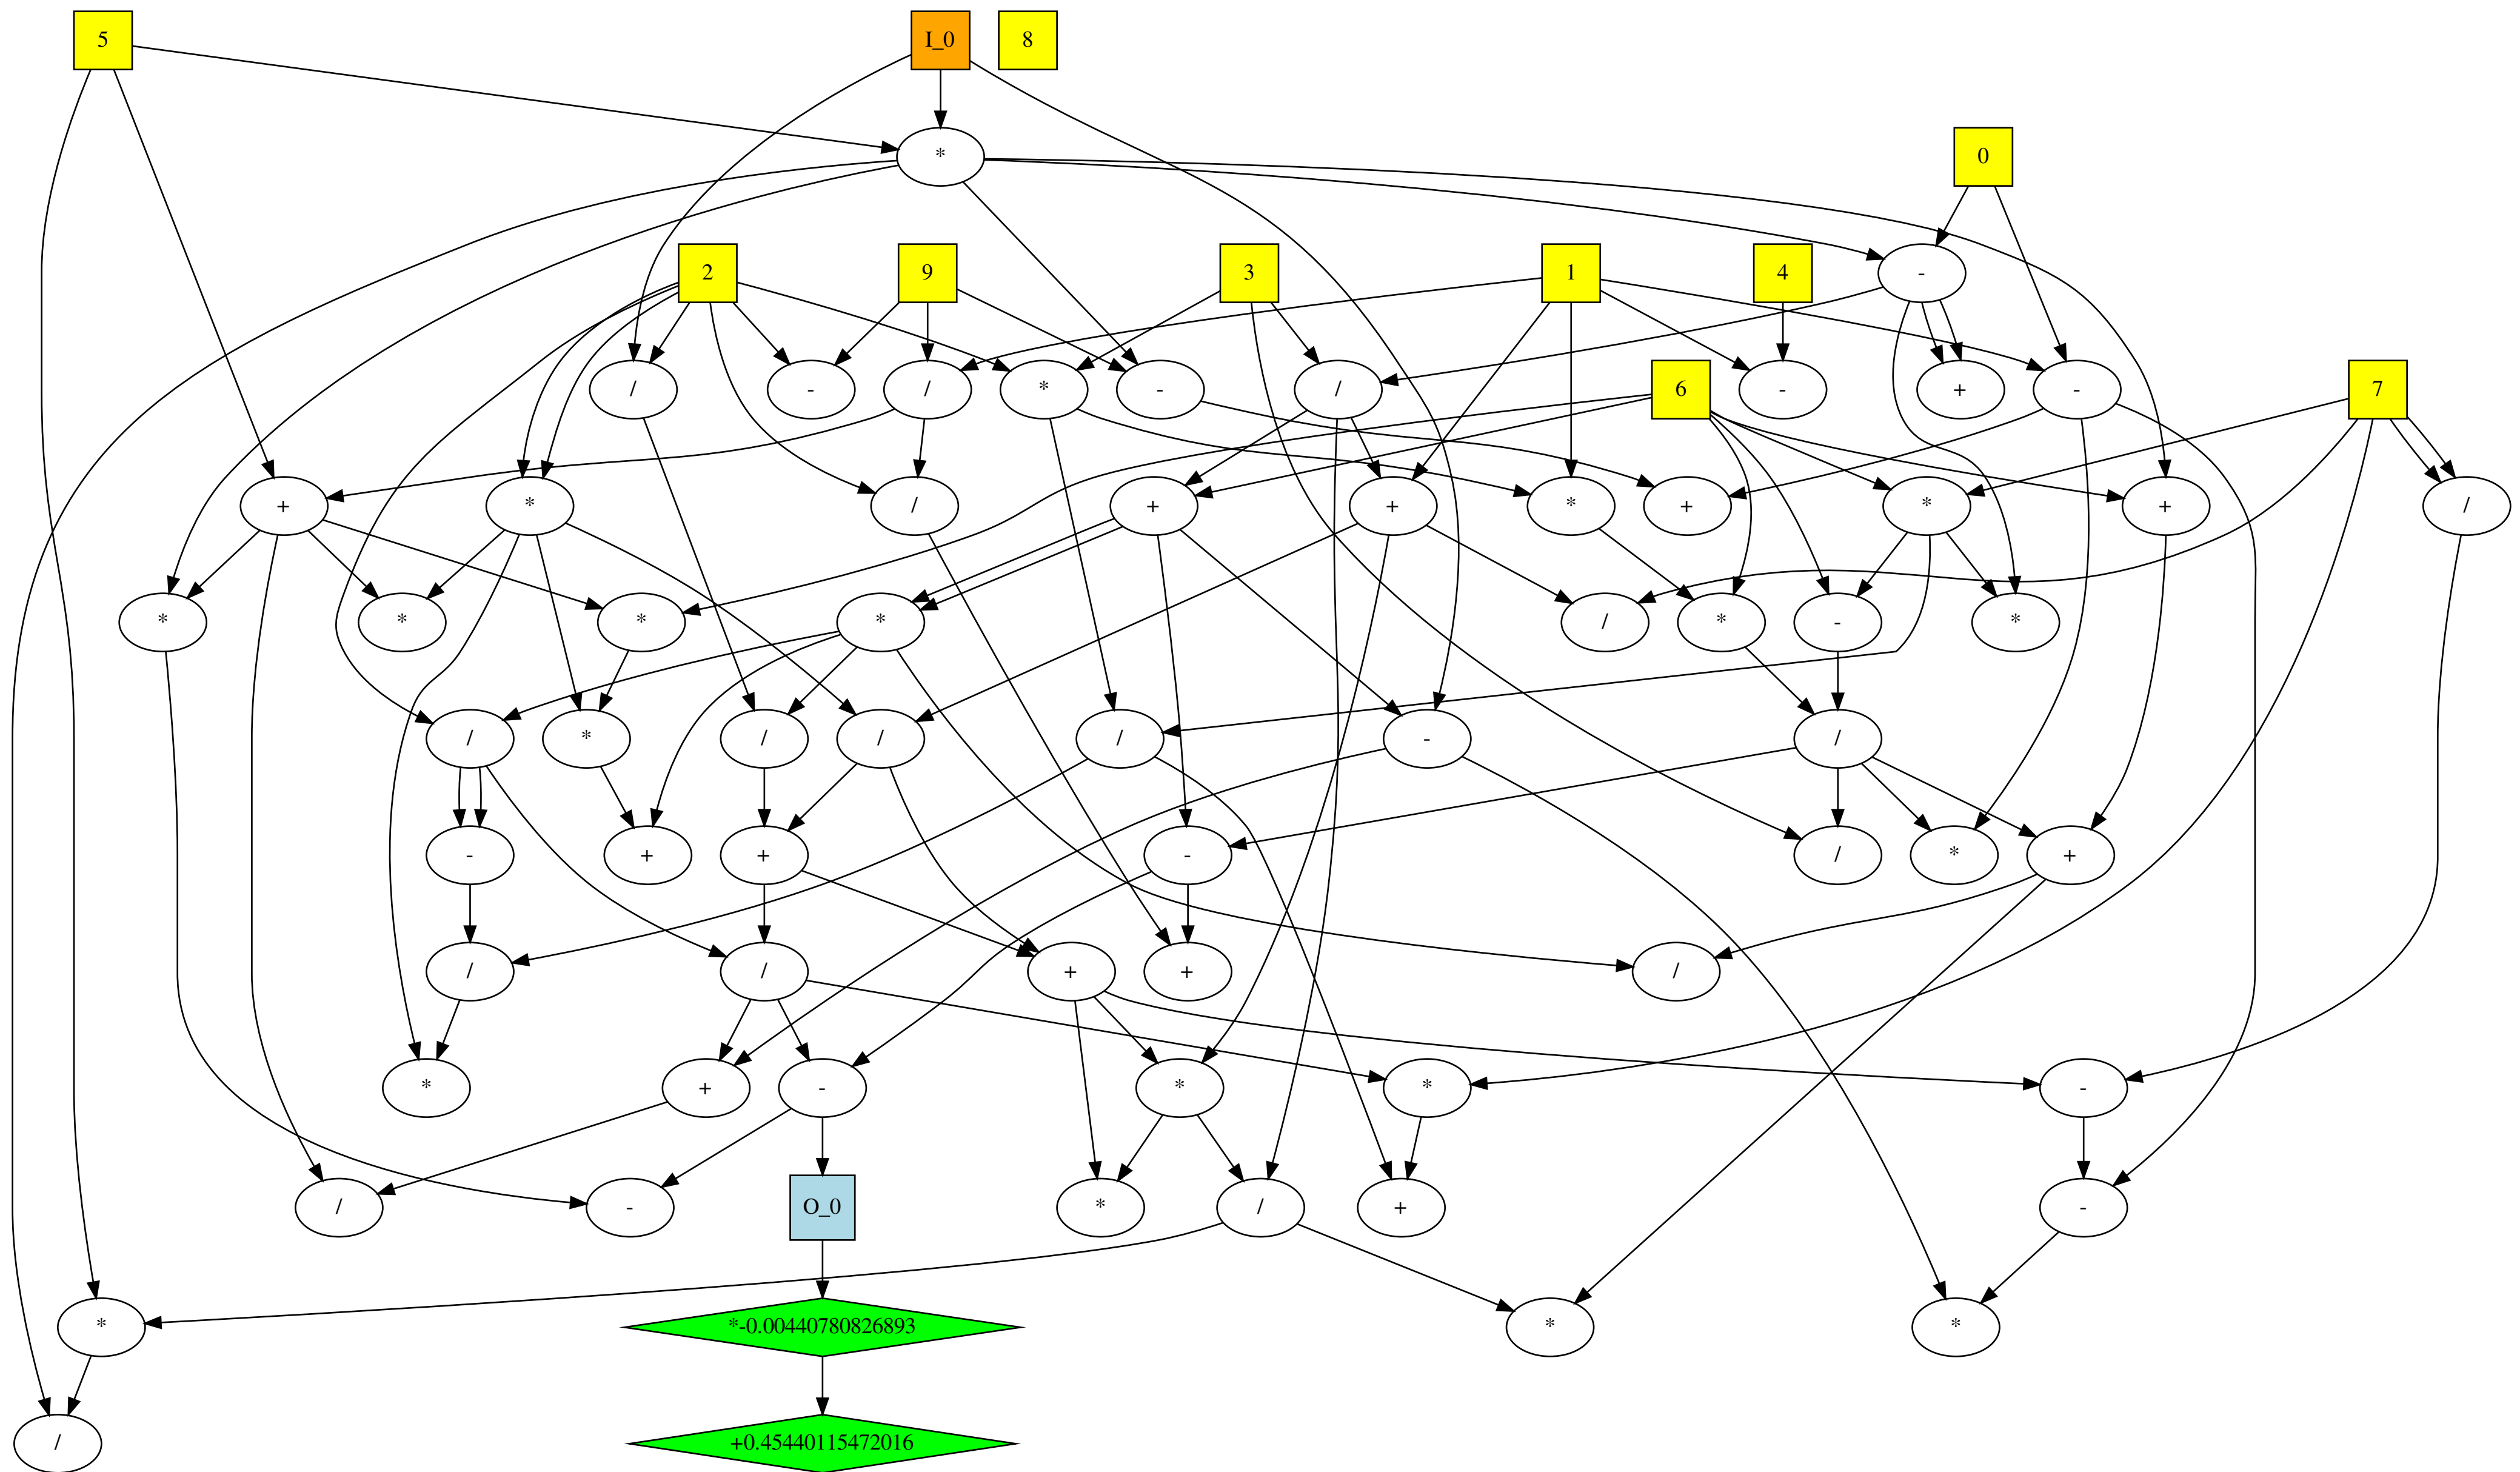 5 I_0 8
* 0
2 9 3 1 4 -
/ - / * - / 6 - + - 7
+ * / + + * + * + /
* * * * / * - *
/ * / / / - /
- + + - / * +
/ / + + /
* + - * * -
/ - O_0 * / + -
* *-0.00440780826893 * *
/ +0.45440115472016